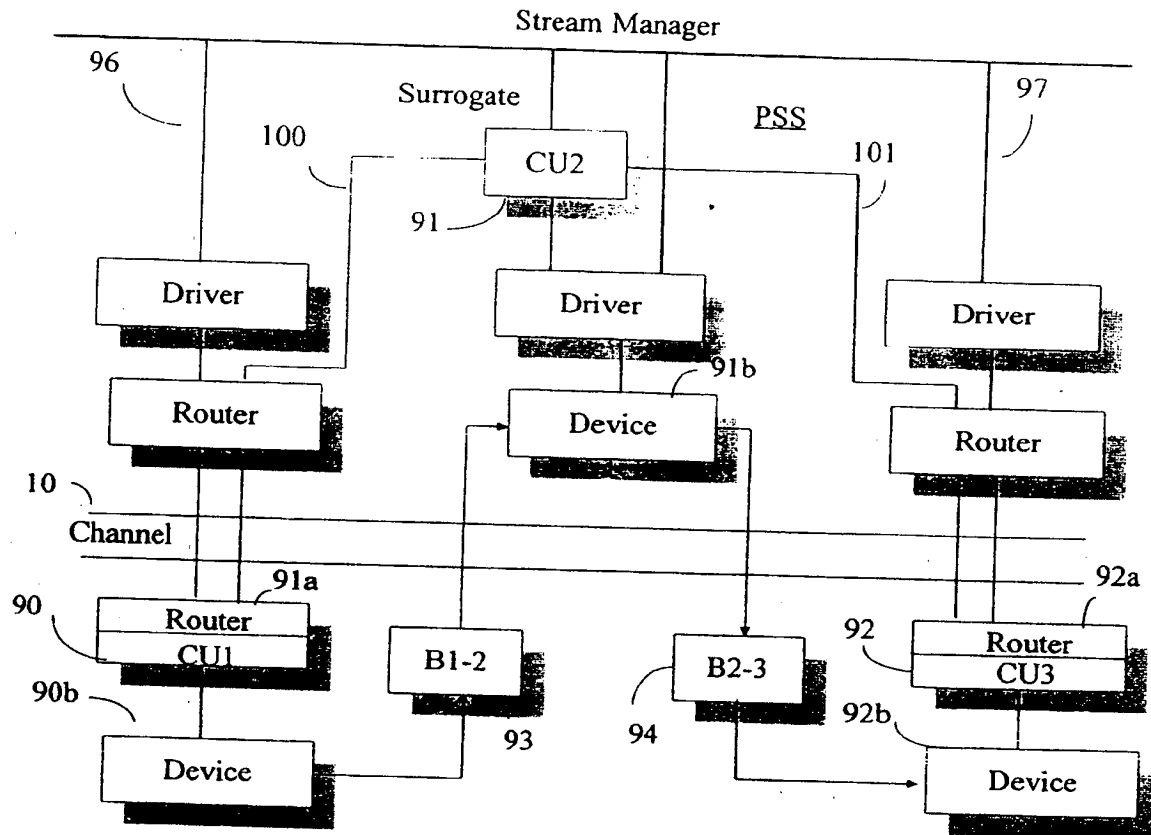 Stream Manager
96
Surrogate
97
PSS
100
101
CU2
91
Driver
Driver
Driver
91b
Router
Device
Router
10
Channel
91a
92a
90
Router
CU1
B1-2
B2-3
92
Router
CU3
90b
93
94
92b
Device
Device